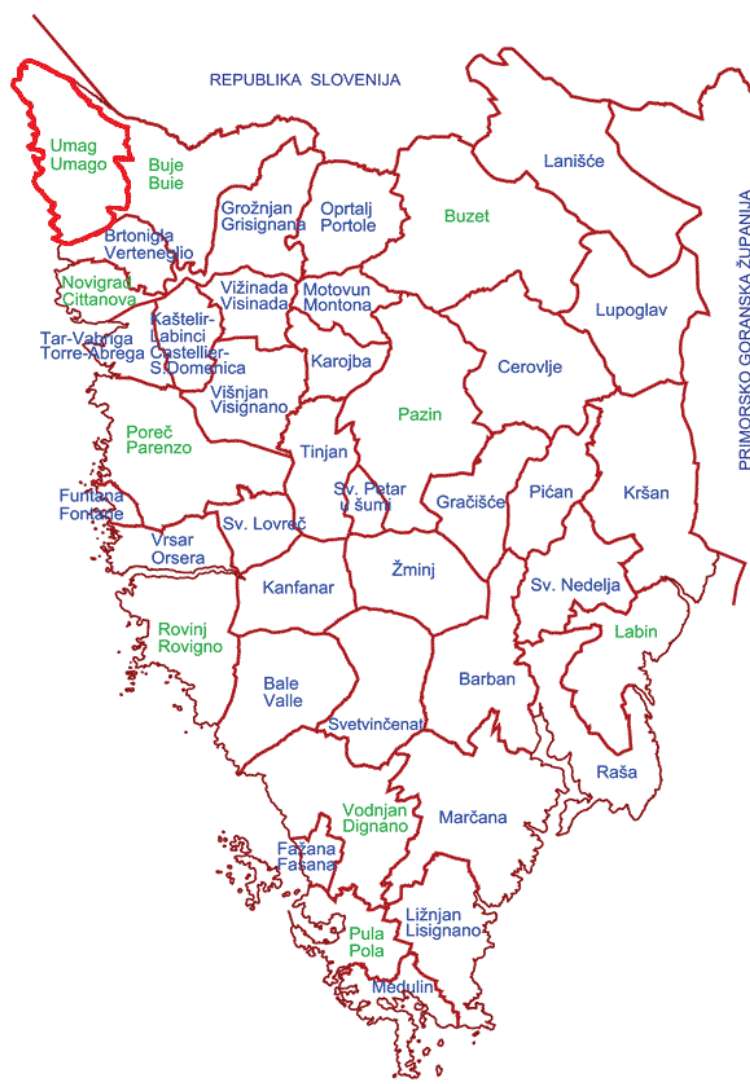 REPUBLIKA SLOVENIJA
PRIMORSKO GORANSKA ŽUPANIJA
Umag
Umago
Buje
Buie
Lanišće
Buzet
Grožnjan
Grisignana
Oprtalj
Portole
Brtonigla
Verteneglio
Novigrad
Cittanova
Vižinada
Visinada
Motovun
Montona
Lupoglav
Tar-Vabriga
Torre-Abrega
Kaštelir-
Labinci
Castellier-
S.Domenica
Karojba
Cerovlje
Višnjan
Visignano
Pazin
Poreč
Parenzo
Tinjan
Sv. Petar
u šumi
Gračišće
Pićan
Kršan
Funtana
Fontane
Sv. Lovreč
Vrsar
Orsera
Kanfanar
Žminj
Sv. Nedelja
Rovinj
Rovigno
Labin
Bale
Valle
Barban
Svetvinčenat
Raša
Vodnjan
Dignano
Marčana
Fažana
Fasana
Ližnjan
Lisignano
Pula
Pola
Medulin